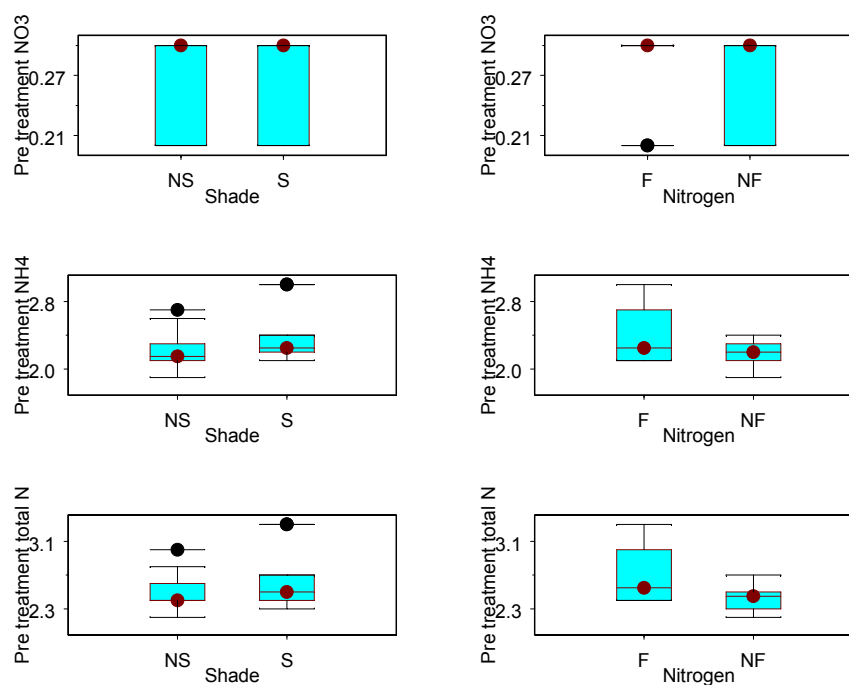 Pre treatment NO3
0.27
0.21
NS
S
Shade
Pre treatment NO3
0.27
0.21
F
NF
Nitrogen
Pre treatment NH4
2.8
2.0
NS
S
Shade
Pre treatment NH4
2.8
2.0
F
NF
Nitrogen
Pre treatment total N
3.1
2.3
NS
S
Shade
Pre treatment total N
3.1
2.3
F
NF
Nitrogen